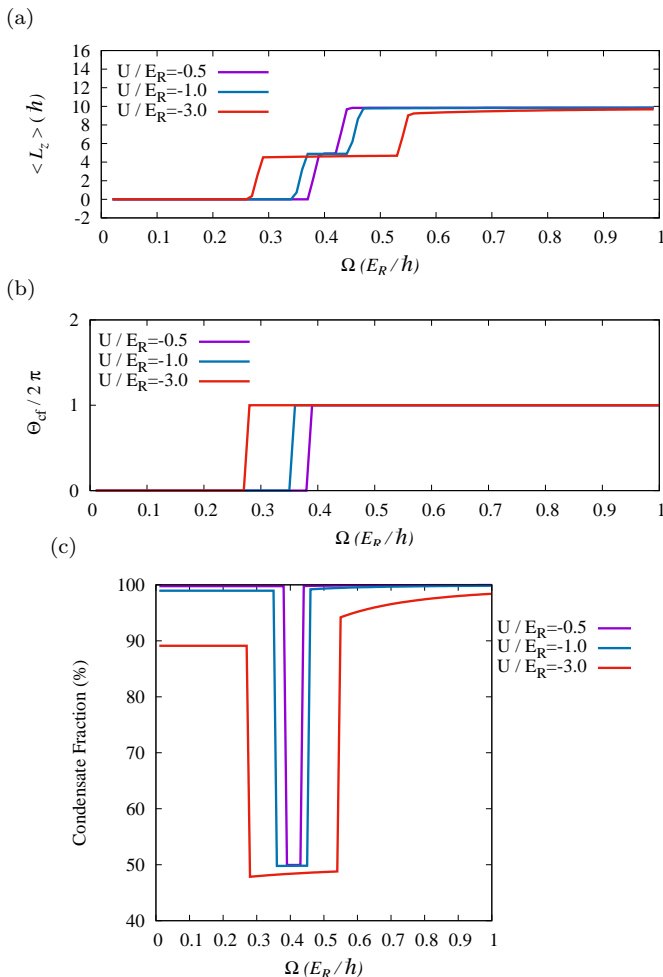 (a)
16
14
12
10
8
6
4
2
0
-2
< L_z > (ħ)
U / E_R=-0.5
U / E_R=-1.0
U / E_R=-3.0
0 0.1 0.2 0.3 0.4 0.5 0.6 0.7 0.8 0.9 1
Ω (E_R / ħ)
(b)
2
1
0
Θ_cf / 2 π
U / E_R=-0.5
U / E_R=-1.0
U / E_R=-3.0
0 0.1 0.2 0.3 0.4 0.5 0.6 0.7 0.8 0.9 1
Ω (E_R / ħ)
(c)
100
90
80
70
60
50
40
Condensate Fraction (%)
U / E_R=-0.5
U / E_R=-1.0
U / E_R=-3.0
0 0.1 0.2 0.3 0.4 0.5 0.6 0.7 0.8 0.9 1
Ω (E_R / ħ)